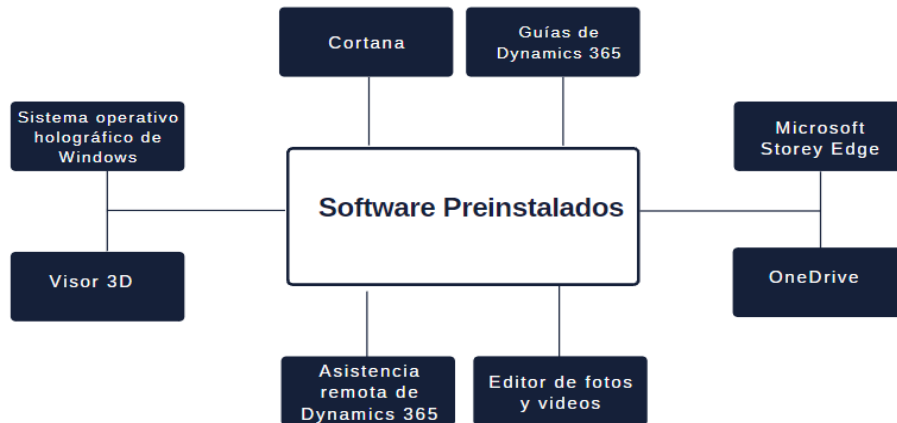 Cortana
Guías de
Dynamics 365
Sistema operativo
holográfico de
Windows
Microsoft
Storey Edge
Software Preinstalados
Visor 3D
OneDrive
Asistencia
remota de
Dynamics 365
Editor de fotos
y videos